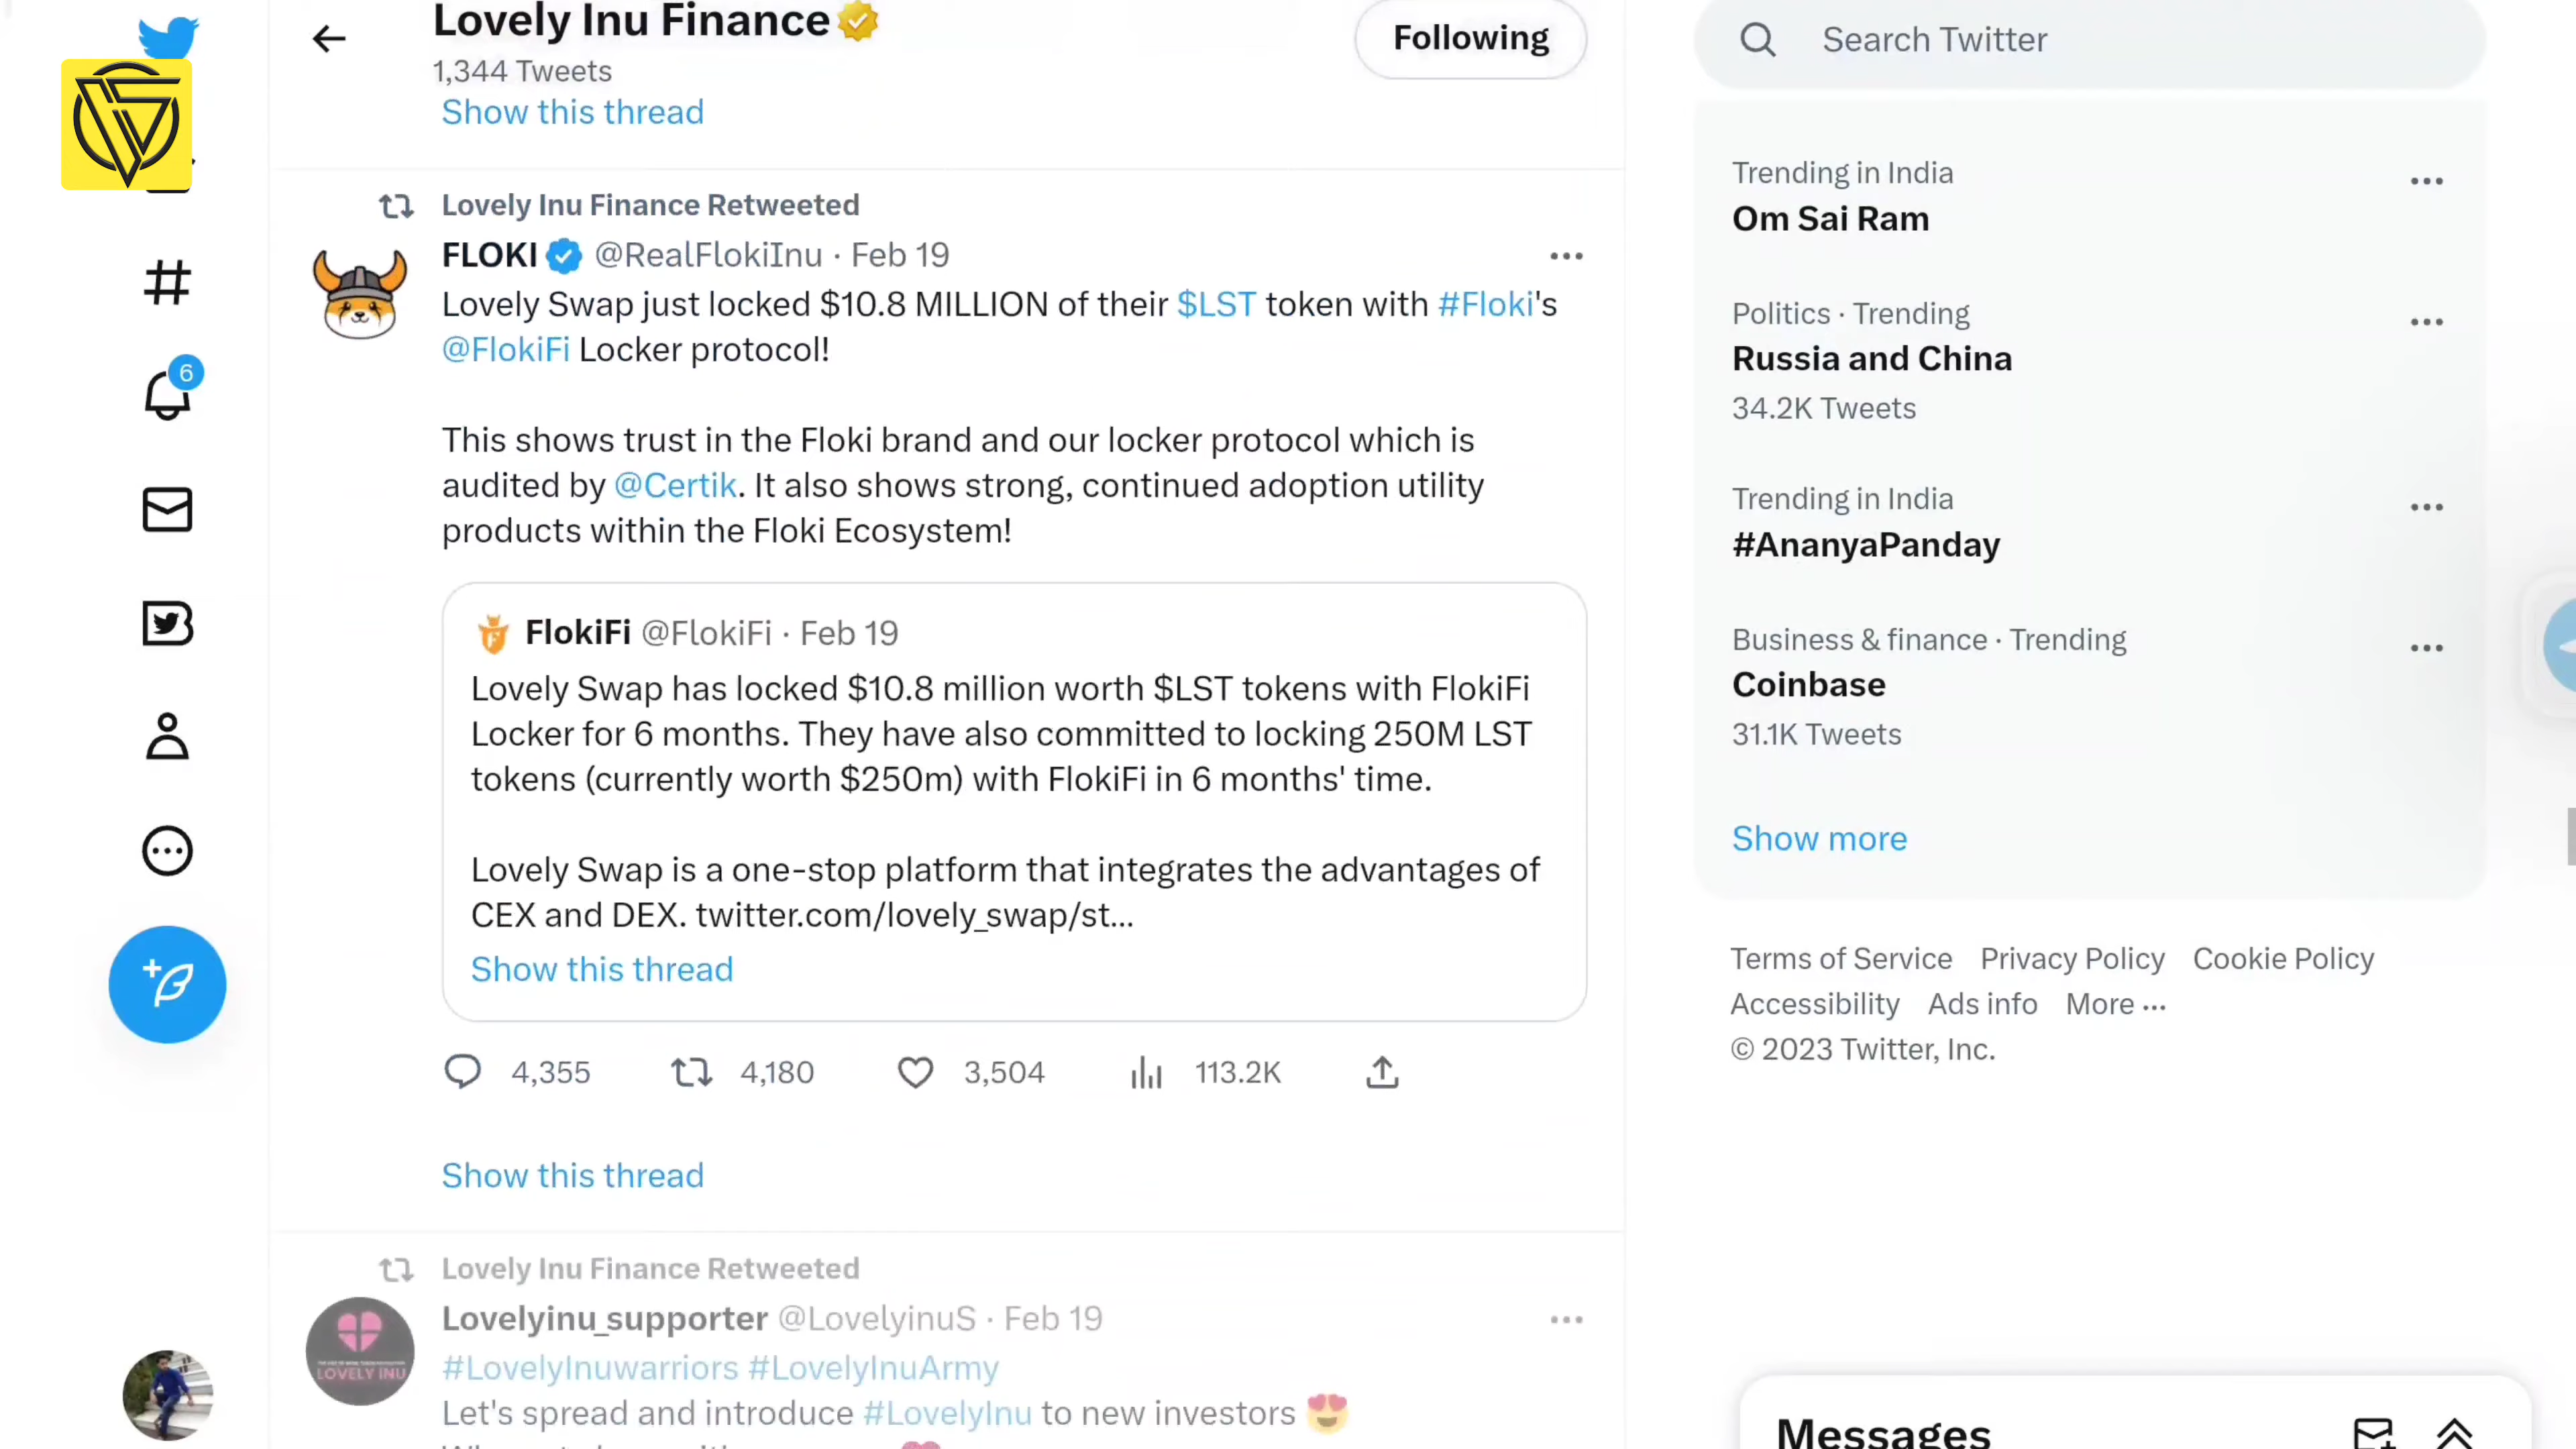 Lovely Inu Finance
1,344 Tweets
Following
Show this thread
Lovely Inu Finance Retweeted
FLOKI @RealFlokiInu · Feb 19
Lovely Swap just locked $10.8 MILLION of their $LST token with #Floki's
@FlokiFi Locker protocol!
This shows trust in the Floki brand and our locker protocol which is
audited by @Certik. It also shows strong, continued adoption utility
products within the Floki Ecosystem!
FlokiFi @FlokiFi · Feb 19
Lovely Swap has locked $10.8 million worth $LST tokens with FlokiFi
Locker for 6 months. They have also committed to locking 250M LST
tokens (currently worth $250m) with FlokiFi in 6 months' time.
Lovely Swap is a one-stop platform that integrates the advantages of
CEX and DEX. twitter.com/lovely_swap/st...
Show this thread
4,355 4,180 3,504 113.2K
Show this thread
Lovely Inu Finance Retweeted
Lovelyinu_supporter @LovelyinuS · Feb 19
LOVELY INU
#LovelyInuwarriors #LovelyInuArmy
Let's spread and introduce #LovelyInu to new investors 😍
6
Search Twitter
Trending in India
Om Sai Ram
Politics · Trending
Russia and China
34.2K Tweets
Trending in India
#AnanyaPanday
Business & finance · Trending
Coinbase
31.1K Tweets
Show more
Terms of Service Privacy Policy Cookie Policy
Accessibility Ads info More ...
© 2023 Twitter, Inc.
Messages